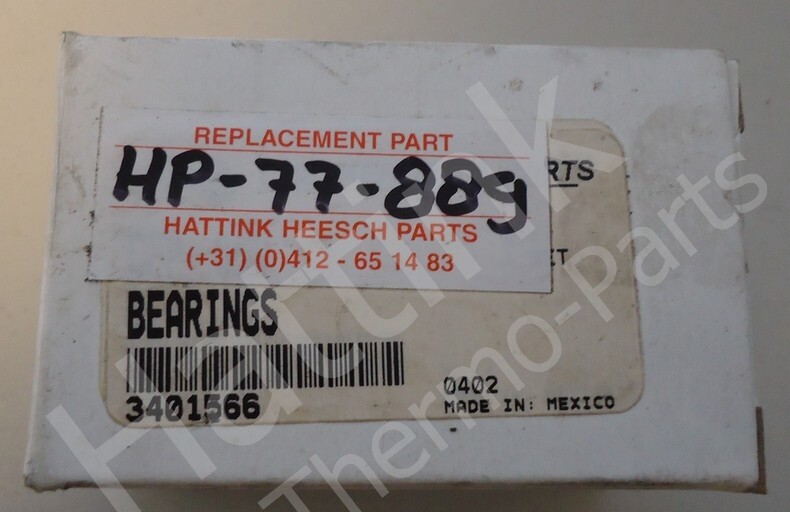 REPLACEMENT PART
HP-77-889
HATTINK HEESCH PARTS
(+31) (0)412 - 65 14 83
RTS
ET
BEARINGS
3401566
0402
MADE IN: MEXICO
Hattink
Thermo-Parts